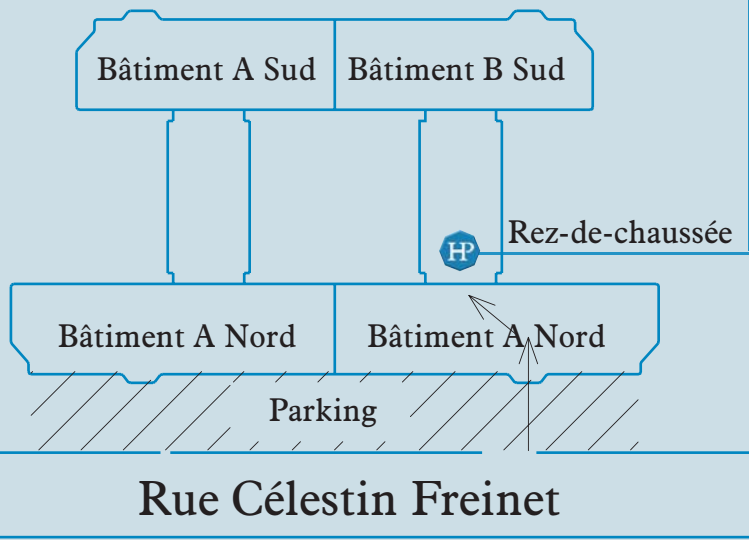 Bâtiment A Sud
Bâtiment B Sud
HP
Rez-de-chaussée
Bâtiment A Nord
Bâtiment A Nord
Parking
Rue Célestin Freinet